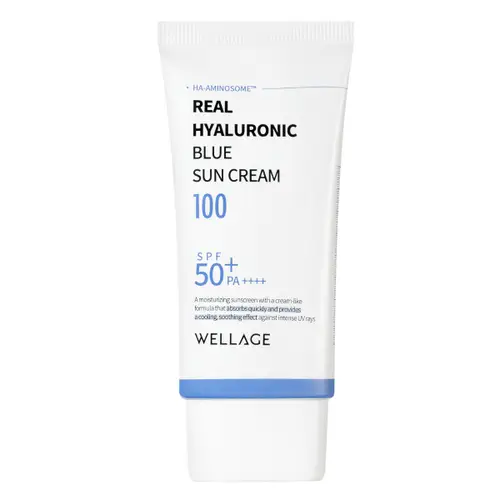 HA-AMINOSOME™
REAL
HYALURONIC
BLUE
SUN CREAM
100
SPF
50+
PA ++++
A moisturizing sunscreen with a cream-like
formula that absorbs quickly and provides
a cooling, soothing effect against intense UV rays.
WELLAGE